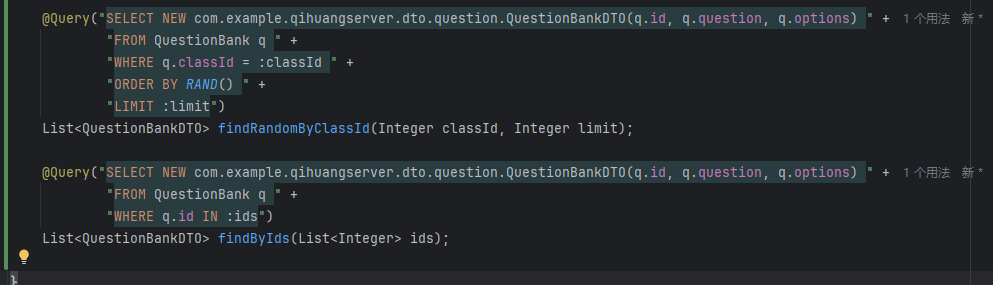 @Query("SELECT NEW com.example.qihuangserver.dto.question.QuestionBankDTO(q.id, q.question, q.options) " + 1 个用法 新 *
"FROM QuestionBank q " +
"WHERE q.classId = :classId " +
"ORDER BY RAND() " +
"LIMIT :limit")
List<QuestionBankDTO> findRandomByClassId(Integer classId, Integer limit);
@Query("SELECT NEW com.example.qihuangserver.dto.question.QuestionBankDTO(q.id, q.question, q.options) " + 1 个用法 新 *
"FROM QuestionBank q " +
"WHERE q.id IN :ids")
List<QuestionBankDTO> findByIds(List<Integer> ids);
}